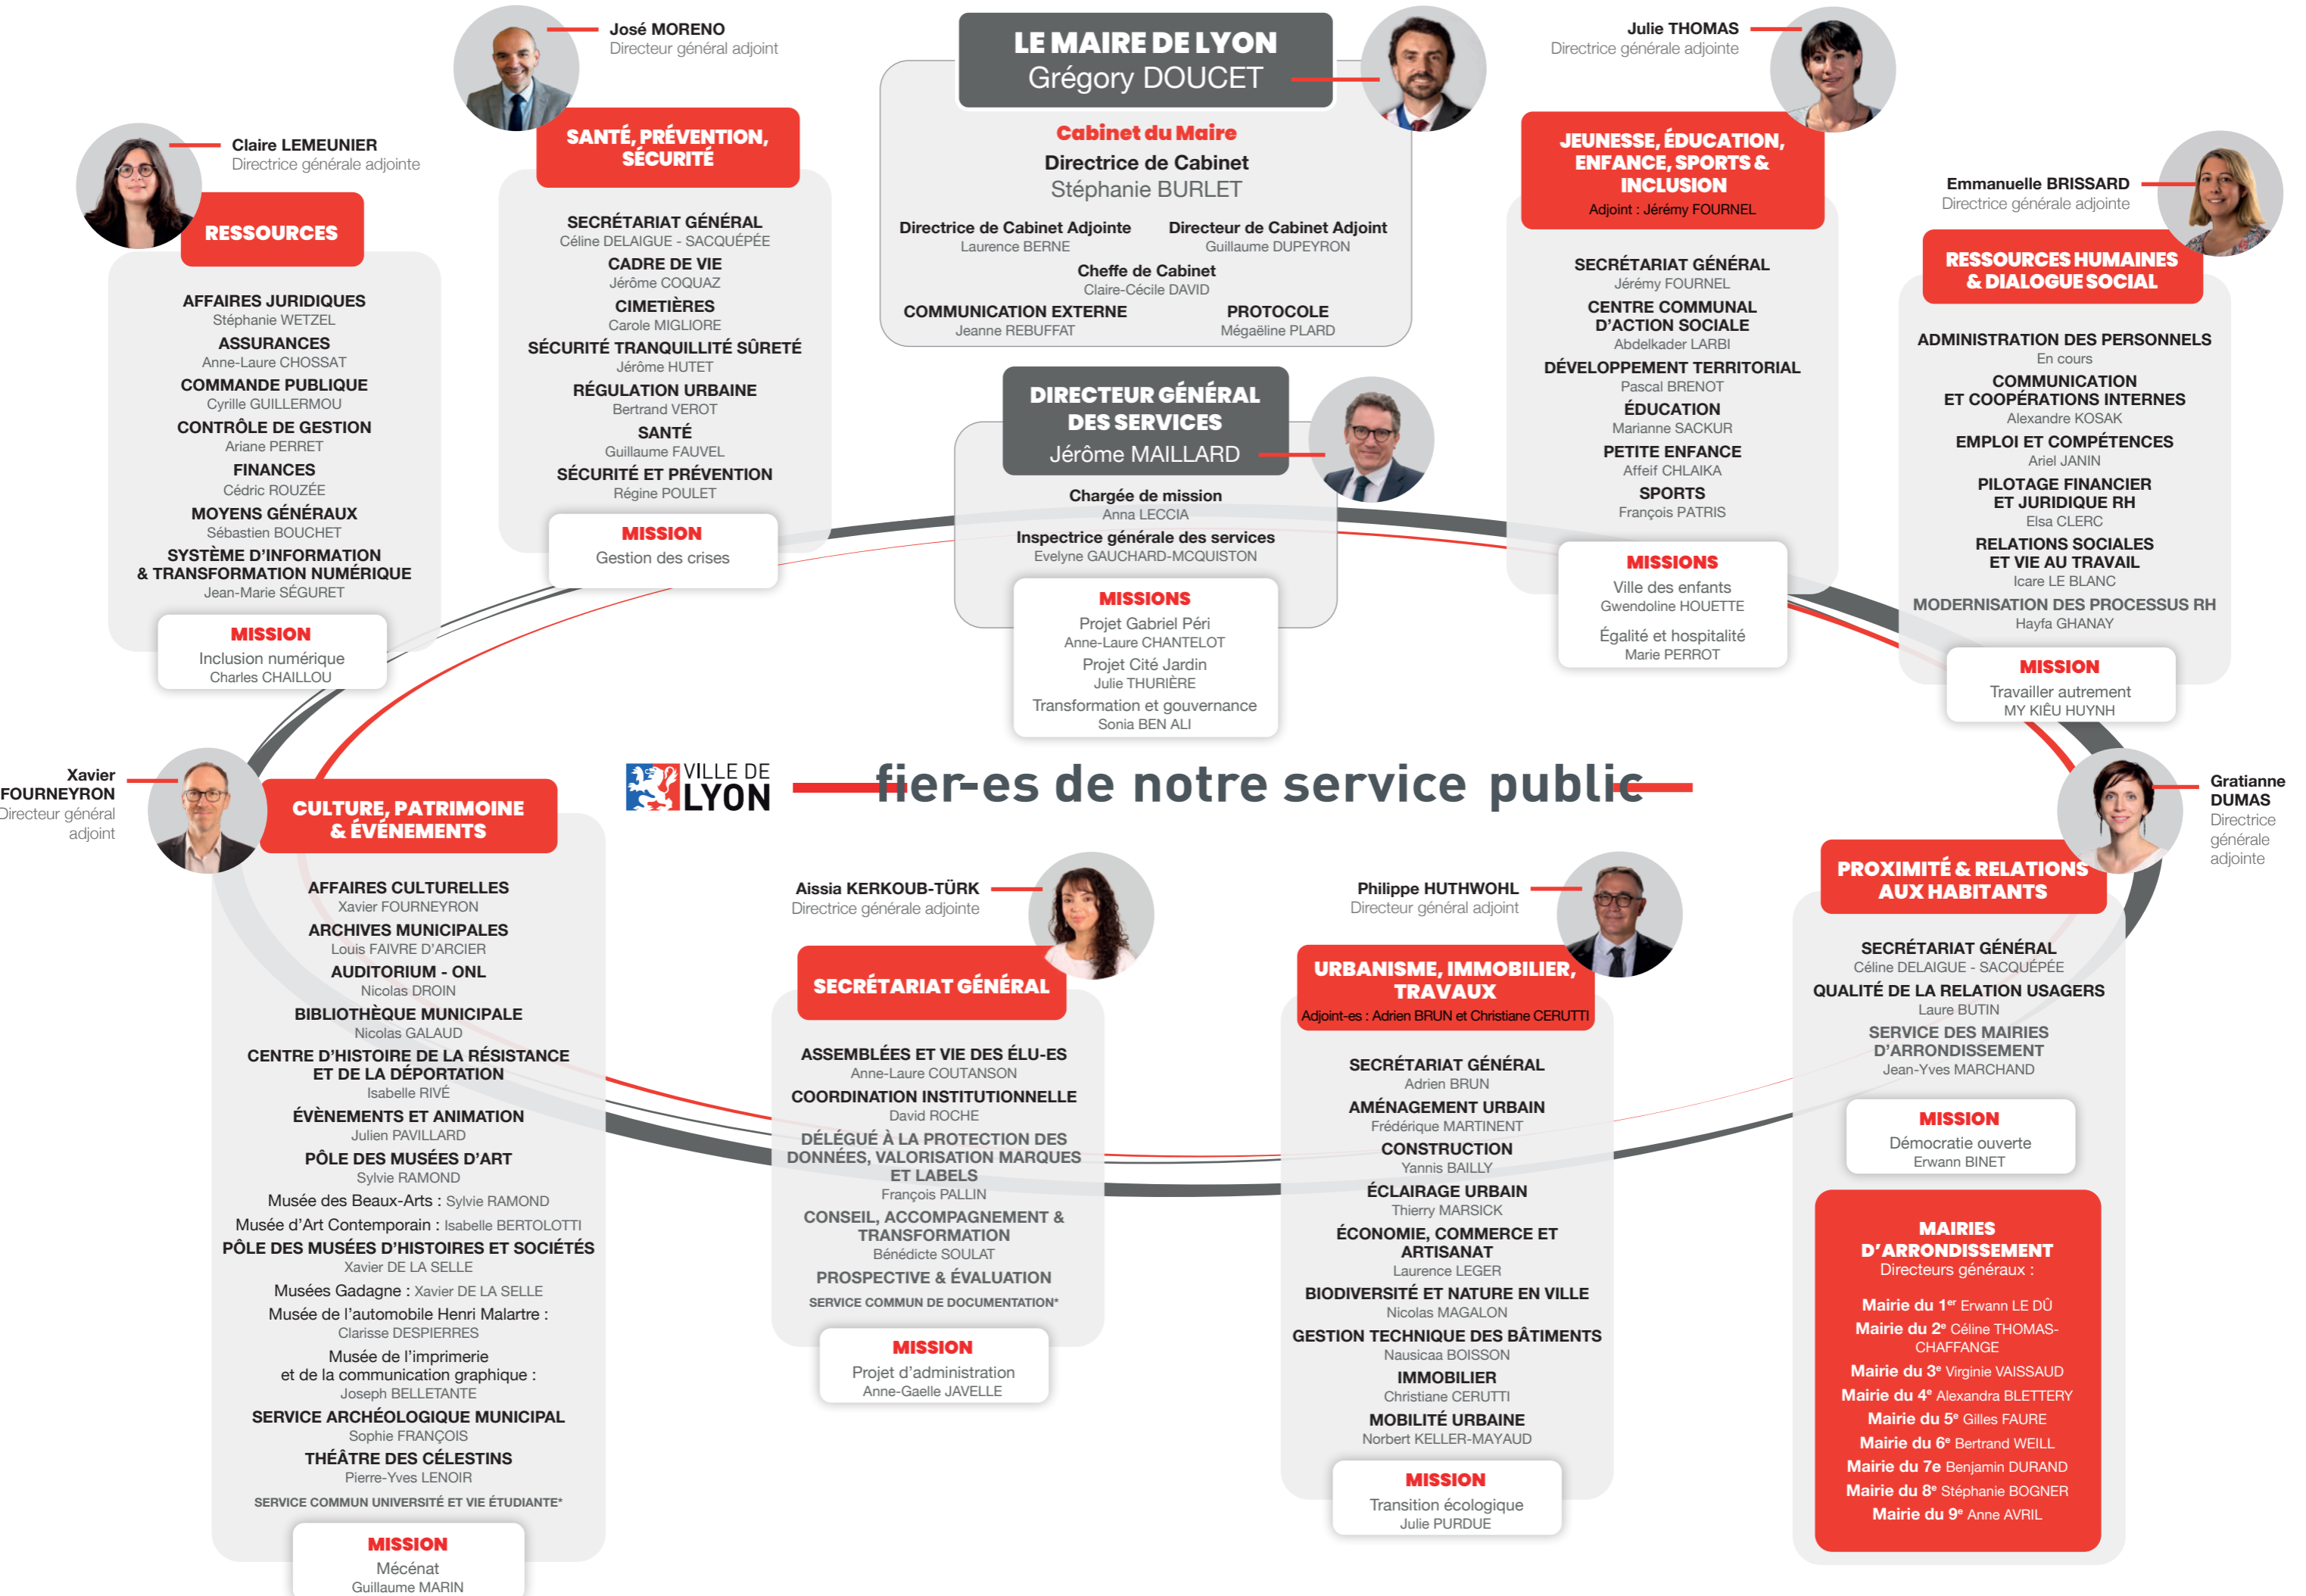 LE MAIRE DE LYON
Grégory DOUCET
Cabinet du Maire
Directrice de Cabinet
Stéphanie BURLET
Directrice de Cabinet Adjointe
Laurence BERNE
Directeur de Cabinet Adjoint
Guillaume DUPEYRON
Cheffe de Cabinet
Claire-Cécile DAVID
COMMUNICATION EXTERNE
Jeanne REBUFFAT
PROTOCOLE
Mégaëline PLARD
DIRECTEUR GÉNÉRAL
DES SERVICES
Jérôme MAILLARD
Chargée de mission
Anna LECCIA
Inspectrice générale des services
Evelyne GAUCHARD-MCQUISTON
MISSIONS
Projet Gabriel Péri
Anne-Laure CHANTELOT
Projet Cité Jardin
Julie THURIÈRE
Transformation et gouvernance
Sonia BEN ALI
Claire LEMEUNIER
Directrice générale adjointe
RESSOURCES
AFFAIRES JURIDIQUES
Stéphanie WETZEL
ASSURANCES
Anne-Laure CHOSSAT
COMMANDE PUBLIQUE
Cyrille GUILLERMOU
CONTRÔLE DE GESTION
Ariane PERRET
FINANCES
Cédric ROUZÉE
MOYENS GÉNÉRAUX
Sébastien BOUCHET
SYSTÈME D'INFORMATION
& TRANSFORMATION NUMÉRIQUE
Jean-Marie SÉGURET
MISSION
Inclusion numérique
Charles CHAILLOU
José MORENO
Directeur général adjoint
SANTÉ, PRÉVENTION,
SÉCURITÉ
SECRÉTARIAT GÉNÉRAL
Céline DELAIGUE - SACQUÉPÉE
CADRE DE VIE
Jérôme COQUAZ
CIMETIÈRES
Carole MIGLIORE
SÉCURITÉ TRANQUILLITÉ SÛRETÉ
Jérôme HUTET
RÉGULATION URBAINE
Bertrand VEROT
SANTÉ
Guillaume FAUVEL
SÉCURITÉ ET PRÉVENTION
Régine POULET
MISSION
Gestion des crises
Julie THOMAS
Directrice générale adjointe
JEUNESSE, ÉDUCATION,
ENFANCE, SPORTS &
INCLUSION
Adjoint : Jérémy FOURNEL
SECRÉTARIAT GÉNÉRAL
Jérémy FOURNEL
CENTRE COMMUNAL
D'ACTION SOCIALE
Abdelkader LARBI
DÉVELOPPEMENT TERRITORIAL
Pascal BRENOT
ÉDUCATION
Marianne SACKUR
PETITE ENFANCE
Affeif CHLAIKA
SPORTS
François PATRIS
MISSIONS
Ville des enfants
Gwendoline HOUETTE
Égalité et hospitalité
Marie PERROT
Emmanuelle BRISSARD
Directrice générale adjointe
RESSOURCES HUMAINES
& DIALOGUE SOCIAL
ADMINISTRATION DES PERSONNELS
En cours
COMMUNICATION
ET COOPÉRATIONS INTERNES
Alexandre KOSAK
EMPLOI ET COMPÉTENCES
Ariel JANIN
PILOTAGE FINANCIER
ET JURIDIQUE RH
Elsa CLERC
RELATIONS SOCIALES
ET VIE AU TRAVAIL
Icare LE BLANC
MODERNISATION DES PROCESSUS RH
Hayfa GHANAY
MISSION
Travailler autrement
MY KIÊU HUYNH
VILLE DE
LYON
fier-es de notre service public
Xavier
FOURNEYRON
Directeur général
adjoint
CULTURE, PATRIMOINE
& ÉVÉNEMENTS
AFFAIRES CULTURELLES
Xavier FOURNEYRON
ARCHIVES MUNICIPALES
Louis FAIVRE D'ARCIER
AUDITORIUM - ONL
Nicolas DROIN
BIBLIOTHÈQUE MUNICIPALE
Nicolas GALAUD
CENTRE D'HISTOIRE DE LA RÉSISTANCE
ET DE LA DÉPORTATION
Isabelle RIVÉ
ÉVÈNEMENTS ET ANIMATION
Julien PAVILLARD
PÔLE DES MUSÉES D'ART
Sylvie RAMOND
Musée des Beaux-Arts : Sylvie RAMOND
Musée d'Art Contemporain : Isabelle BERTOLOTTI
PÔLE DES MUSÉES D'HISTOIRES ET SOCIÉTÉS
Xavier DE LA SELLE
Musées Gadagne : Xavier DE LA SELLE
Musée de l'automobile Henri Malartre :
Clarisse DESPIERRES
Musée de l'imprimerie
et de la communication graphique :
Joseph BELLETANTE
SERVICE ARCHÉOLOGIQUE MUNICIPAL
Sophie FRANÇOIS
THÉÂTRE DES CÉLESTINS
Pierre-Yves LENOIR
SERVICE COMMUN UNIVERSITÉ ET VIE ÉTUDIANTE*
MISSION
Mécénat
Guillaume MARIN
Aissia KERKOUB-TÜRK
Directrice générale adjointe
SECRÉTARIAT GÉNÉRAL
ASSEMBLÉES ET VIE DES ÉLU-ES
Anne-Laure COUTANSON
COORDINATION INSTITUTIONNELLE
David ROCHE
DÉLÉGUÉ À LA PROTECTION DES
DONNÉES, VALORISATION MARQUES
ET LABELS
François PALLIN
CONSEIL, ACCOMPAGNEMENT &
TRANSFORMATION
Bénédicte SOULAT
PROSPECTIVE & ÉVALUATION
SERVICE COMMUN DE DOCUMENTATION*
MISSION
Projet d'administration
Anne-Gaelle JAVELLE
Philippe HUTHWOHL
Directeur général adjoint
URBANISME, IMMOBILIER,
TRAVAUX
Adjoint-es : Adrien BRUN et Christiane CERUTTI
SECRÉTARIAT GÉNÉRAL
Adrien BRUN
AMÉNAGEMENT URBAIN
Frédérique MARTINENT
CONSTRUCTION
Yannis BAILLY
ÉCLAIRAGE URBAIN
Thierry MARSICK
ÉCONOMIE, COMMERCE ET
ARTISANAT
Laurence LEGER
BIODIVERSITÉ ET NATURE EN VILLE
Nicolas MAGALON
GESTION TECHNIQUE DES BÂTIMENTS
Nausicaa BOISSON
IMMOBILIER
Christiane CERUTTI
MOBILITÉ URBAINE
Norbert KELLER-MAYAUD
MISSION
Transition écologique
Julie PURDUE
Gratianne
DUMAS
Directrice
générale
adjointe
PROXIMITÉ & RELATIONS
AUX HABITANTS
SECRÉTARIAT GÉNÉRAL
Céline DELAIGUE - SACQUÉPÉE
QUALITÉ DE LA RELATION USAGERS
Laure BUTIN
SERVICE DES MAIRIES
D'ARRONDISSEMENT
Jean-Yves MARCHAND
MISSION
Démocratie ouverte
Erwann BINET
MAIRIES
D'ARRONDISSEMENT
Directeurs généraux :
Mairie du 1er Erwann LE DÛ
Mairie du 2e Céline THOMAS-
CHAFFANGE
Mairie du 3e Virginie VAISSAUD
Mairie du 4e Alexandra BLETTERY
Mairie du 5e Gilles FAURE
Mairie du 6e Bertrand WEILL
Mairie du 7e Benjamin DURAND
Mairie du 8e Stéphanie BOGNER
Mairie du 9e Anne AVRIL